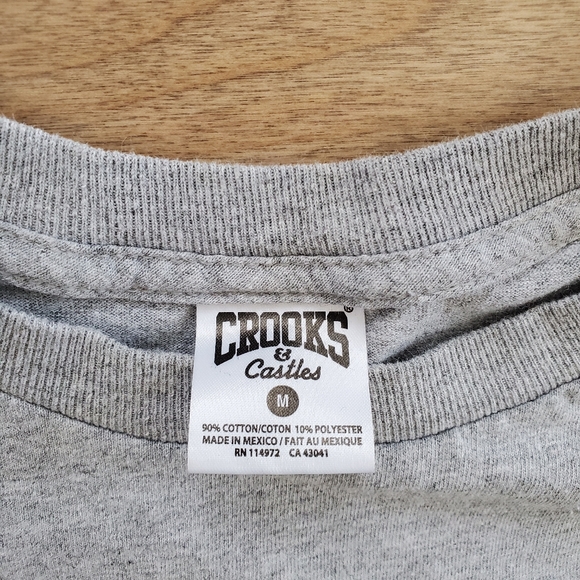 ®
CROOKS
&
Castles
M
90% COTTON/COTON 10% POLYESTER
MADE IN MEXICO / FAIT AU MEXIQUE
RN 114972 CA 43041